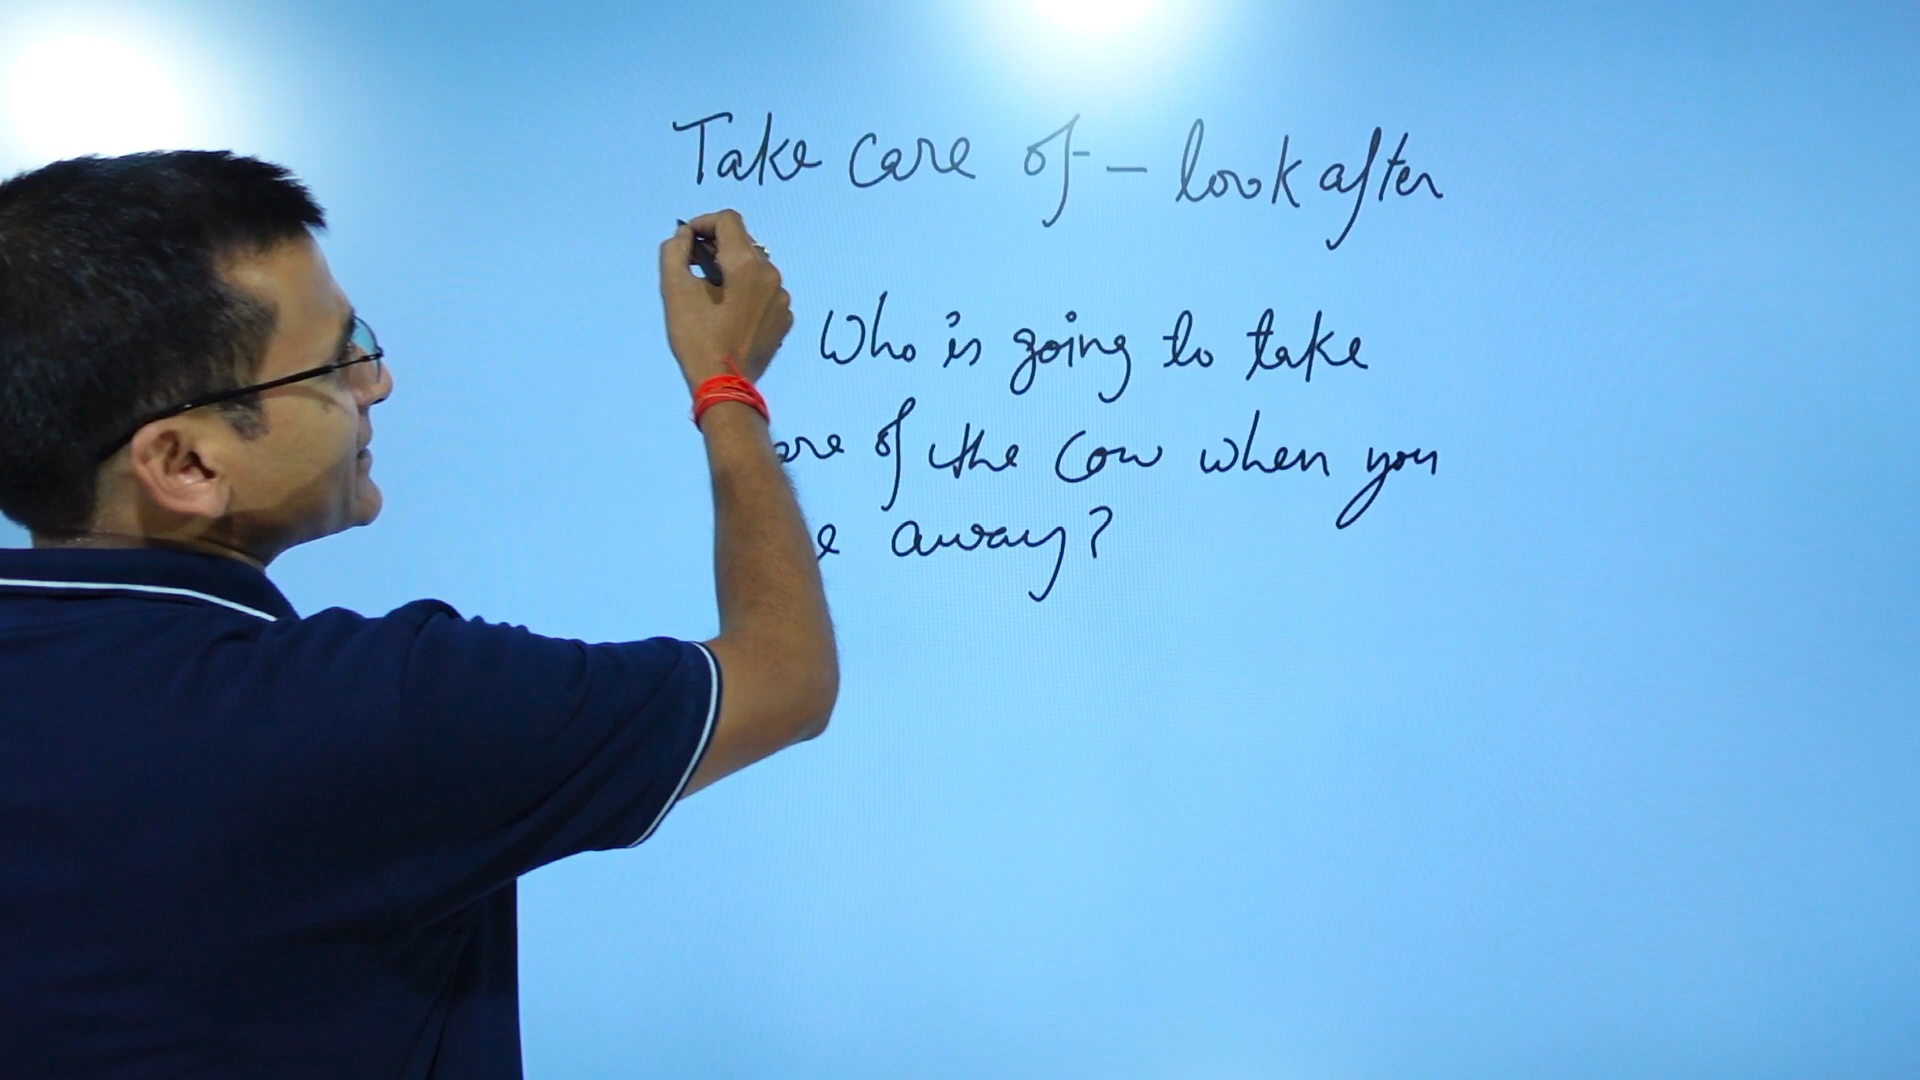 Take care of - look after
Who is going to take
of the cow when you
away?